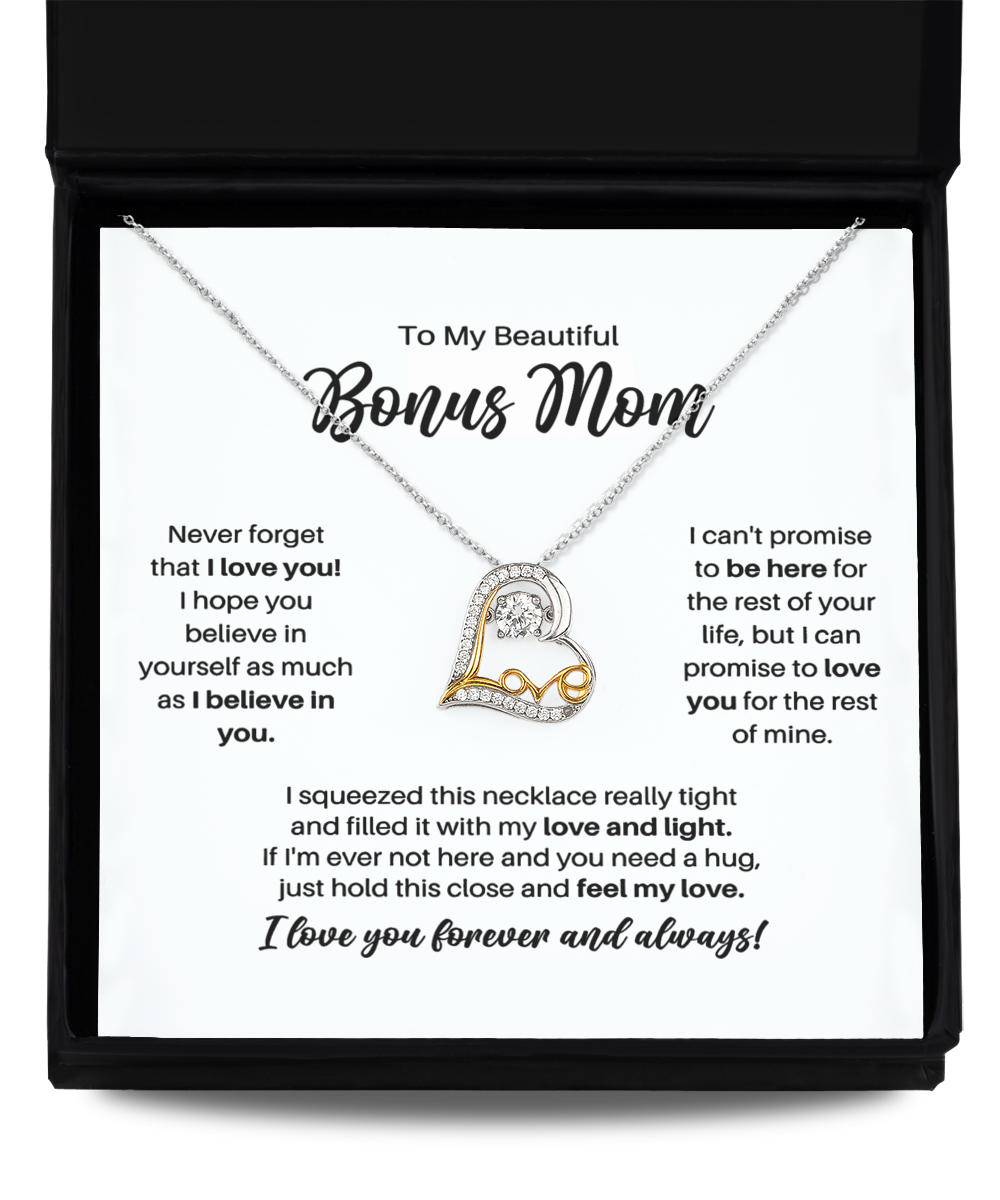 To My Beautiful
Bonus Mom
Never forget
that I love you!
I hope you
believe in
yourself as much
as I believe in
you.
I can't promise
to be here for
the rest of your
life, but I can
promise to love
you for the rest
of mine.
Love
I squeezed this necklace really tight
and filled it with my love and light.
If I'm ever not here and you need a hug,
just hold this close and feel my love.
I love you forever and always!